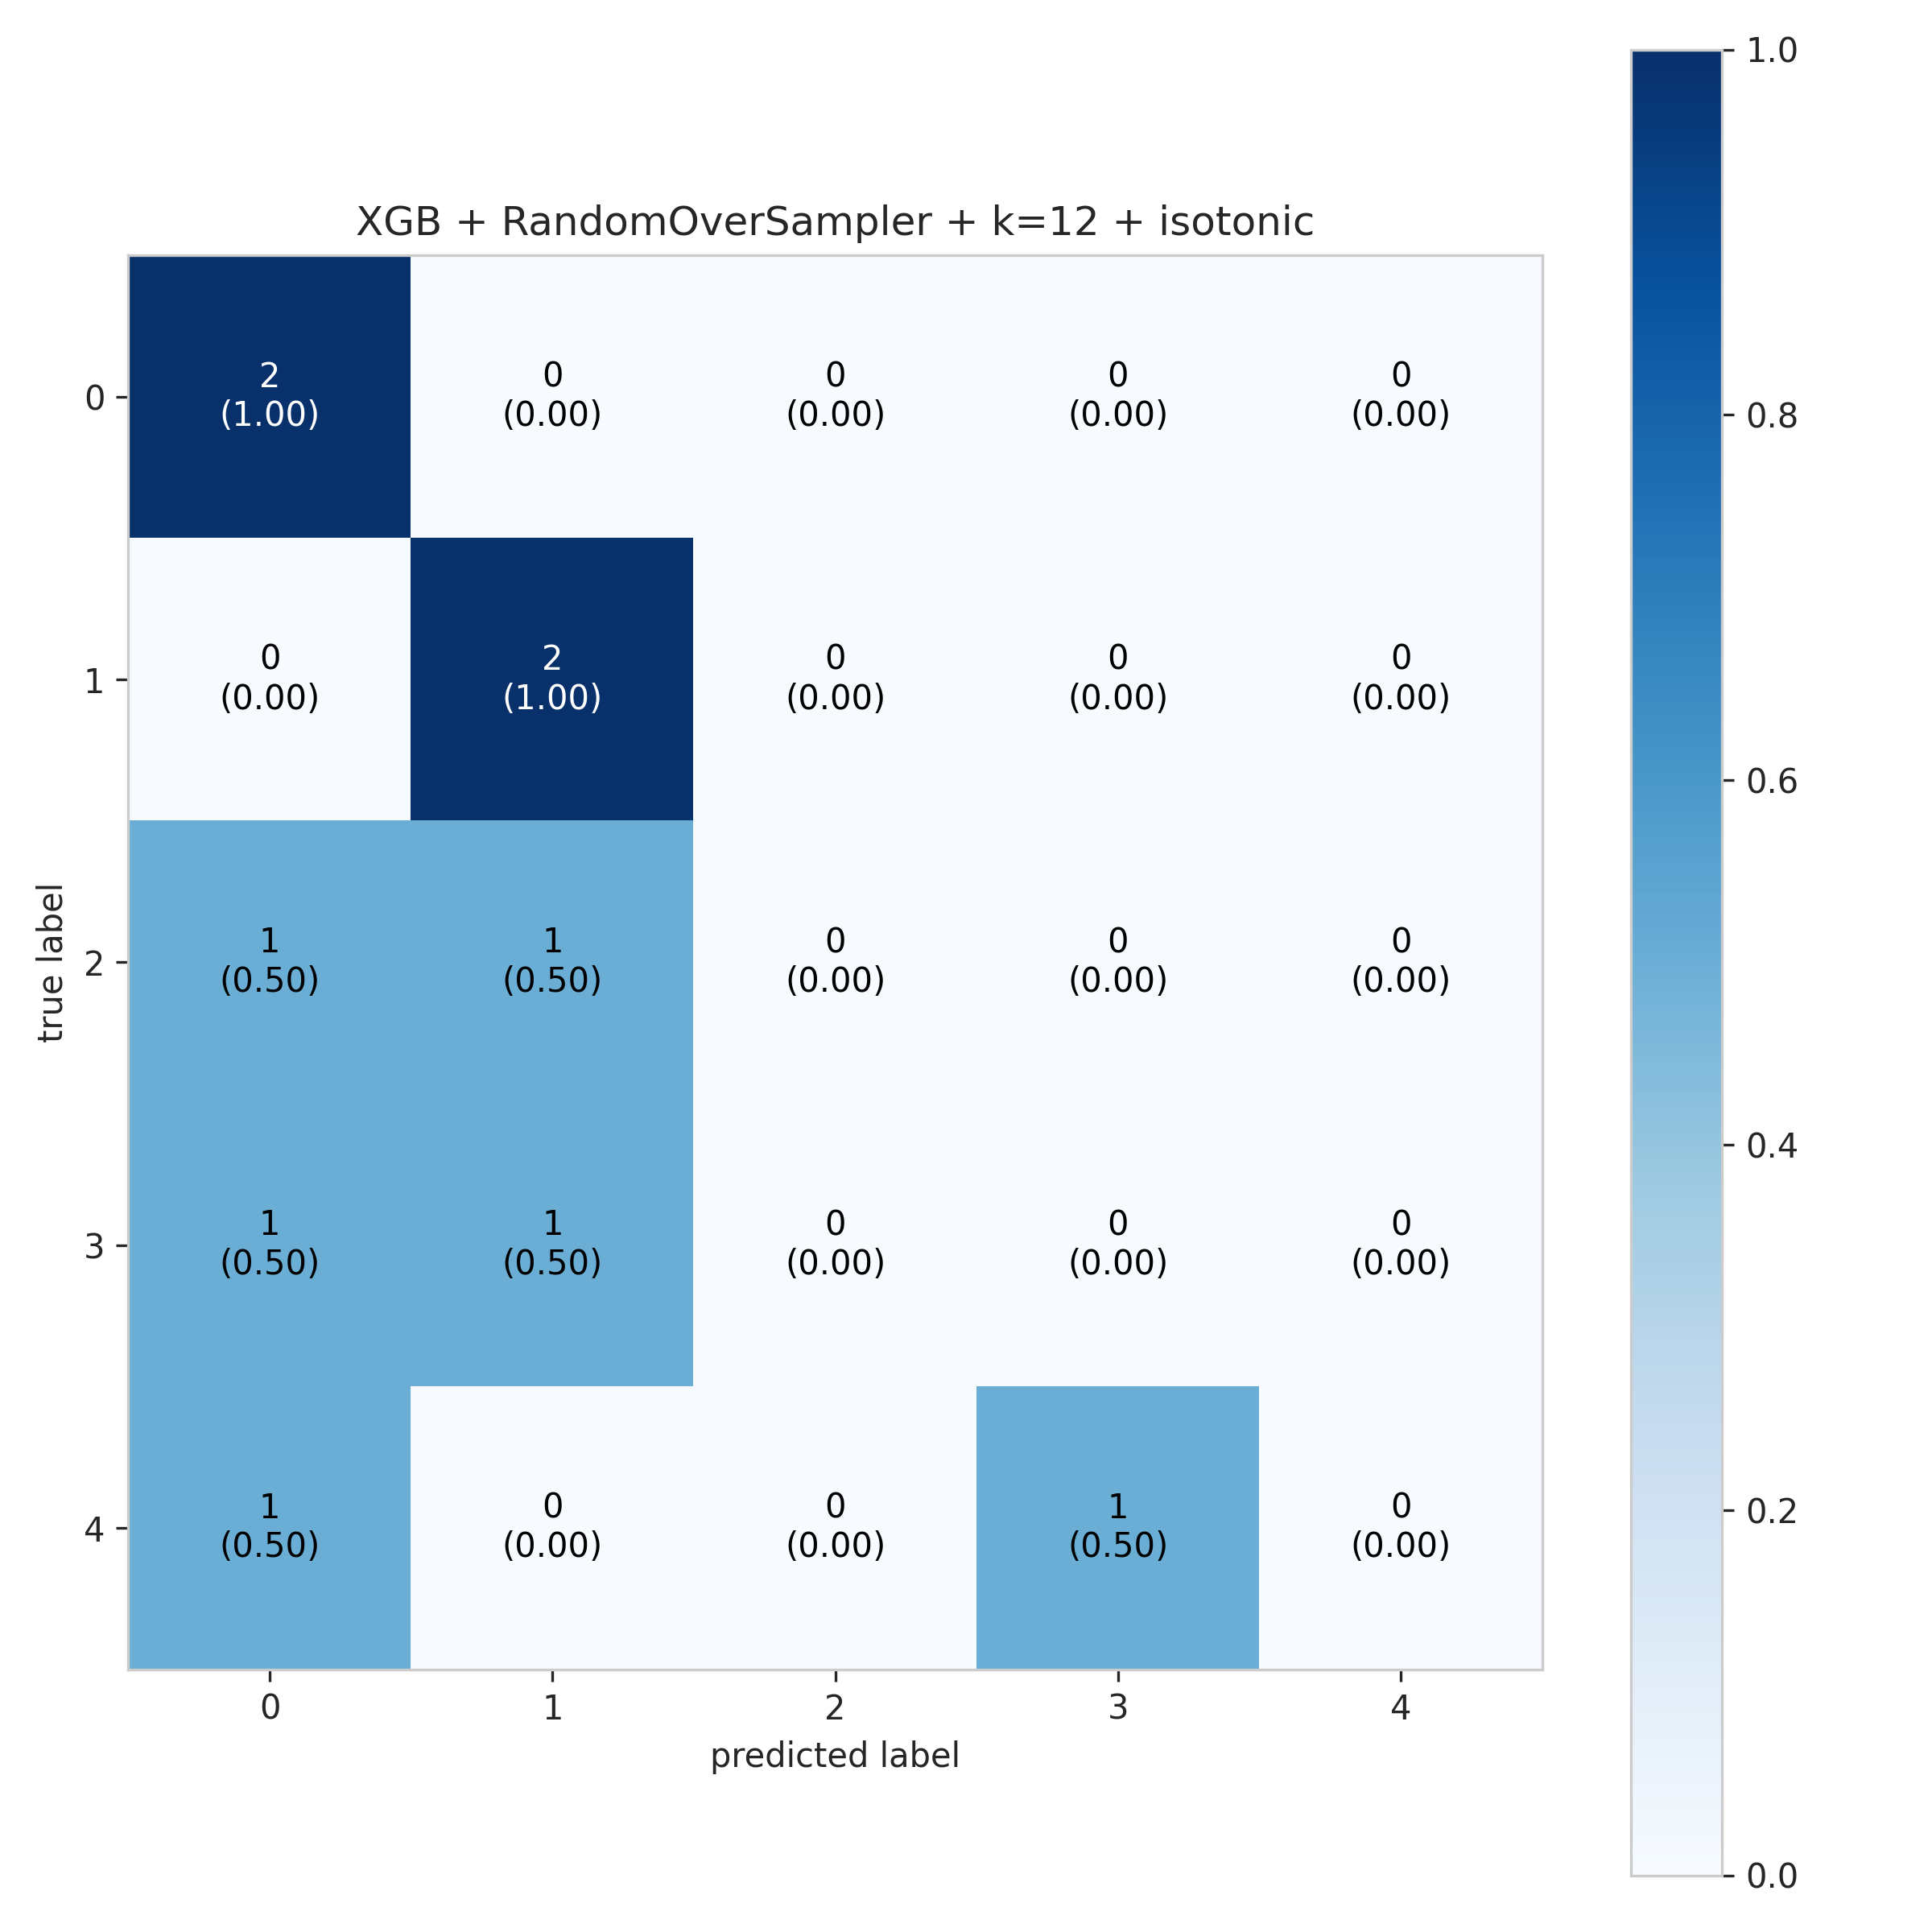 XGB + RandomOverSampler + k=12 + isotonic
1.0
0.8
0.6
0.4
0.2
0.0
true label
0
2 0 0 0 0
(1.00) (0.00) (0.00) (0.00) (0.00)
1
0 2 0 0 0
(0.00) (1.00) (0.00) (0.00) (0.00)
2
1 1 0 0 0
(0.50) (0.50) (0.00) (0.00) (0.00)
3
1 1 0 0 0
(0.50) (0.50) (0.00) (0.00) (0.00)
4
1 0 0 1 0
(0.50) (0.00) (0.00) (0.50) (0.00)
0 1 2 3 4
predicted label